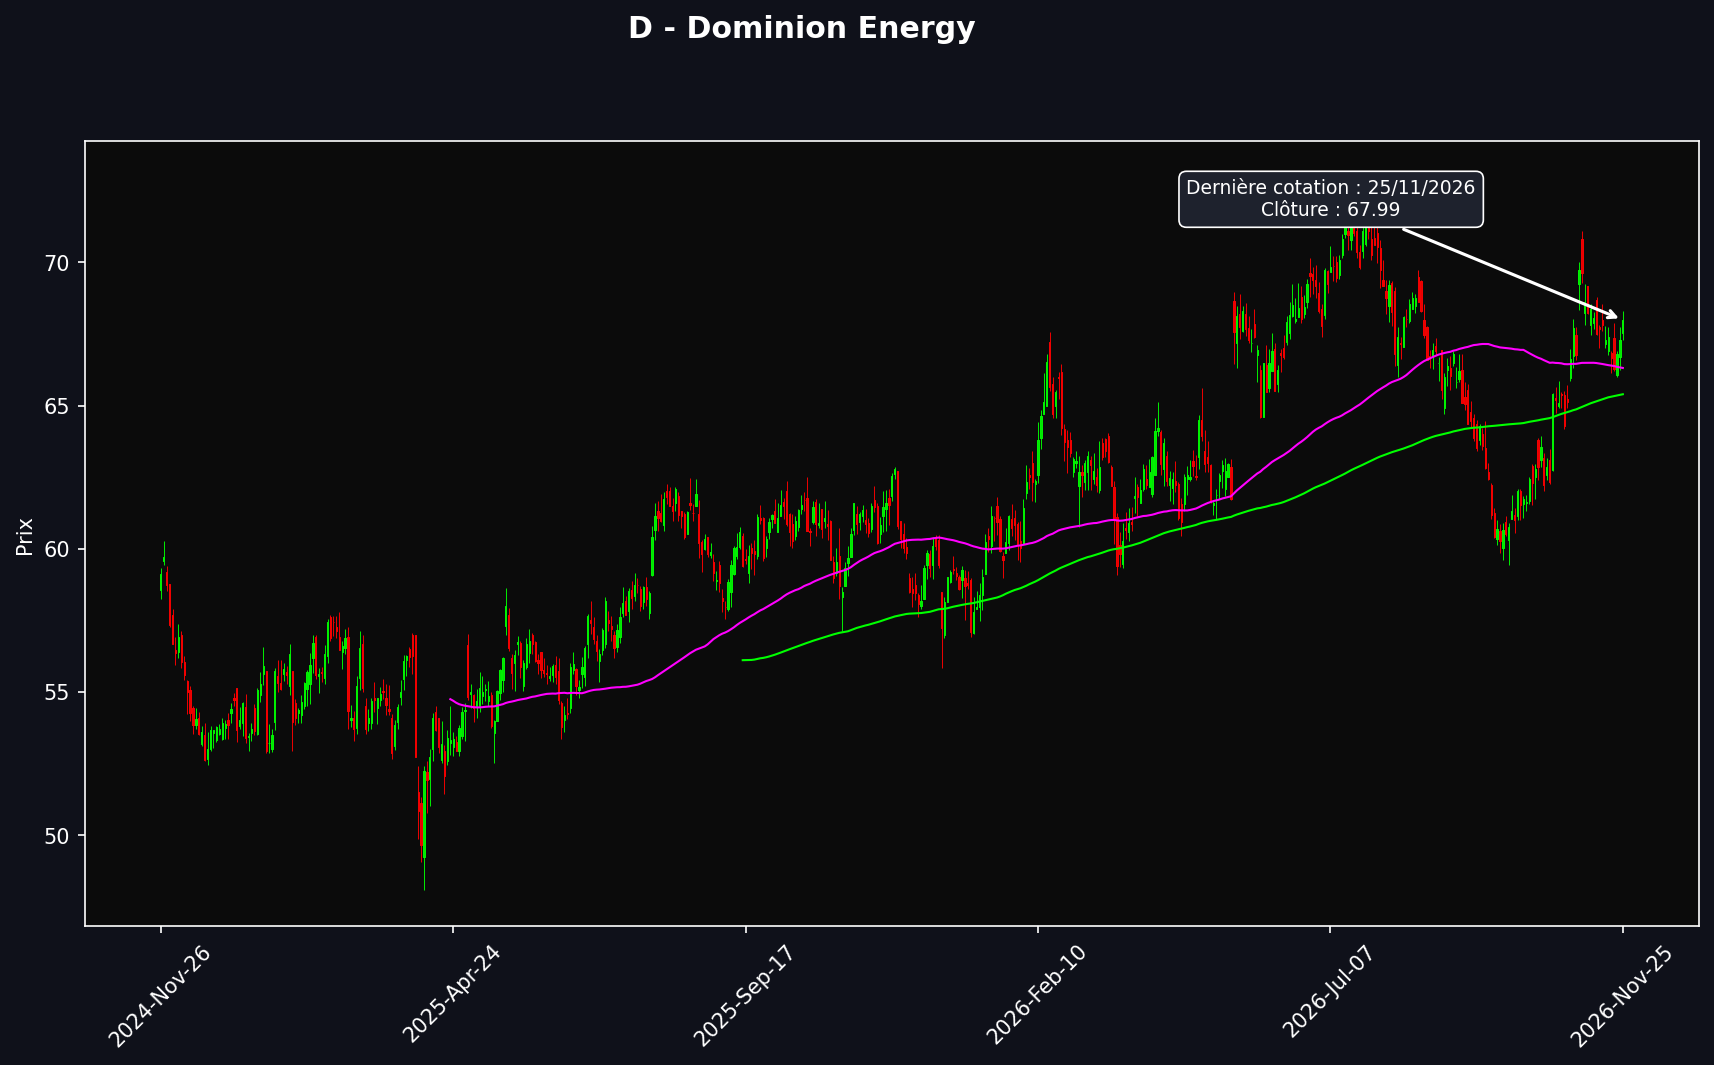 D - Dominion Energy
Dernière cotation : 25/11/2026
Clôture : 67.99
Prix
70
65
60
55
50
2024-Nov-26
2025-Apr-24
2025-Sep-17
2026-Feb-10
2026-Jul-07
2026-Nov-25